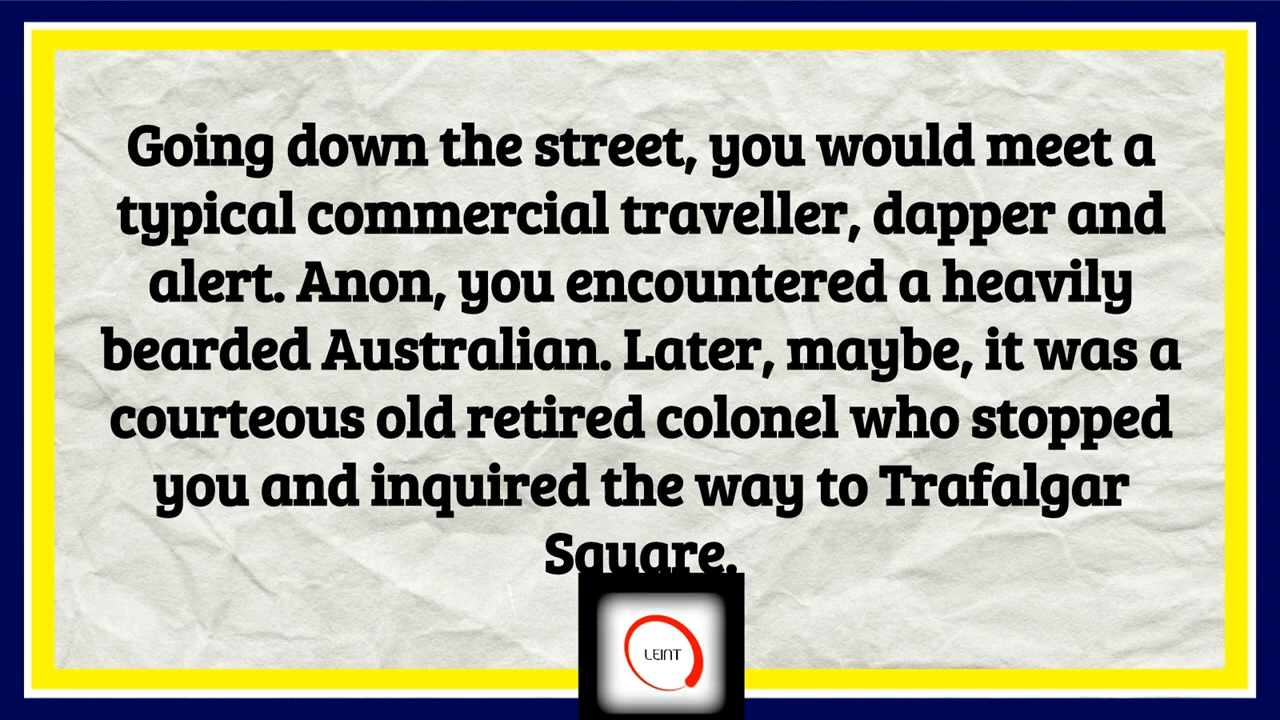 Going down the street, you would meet a
typical commercial traveller, dapper and
alert. Anon, you encountered a heavily
bearded Australian. Later, maybe, it was a
courteous old retired colonel who stopped
you and inquired the way to Trafalgar
Square.
LEINT